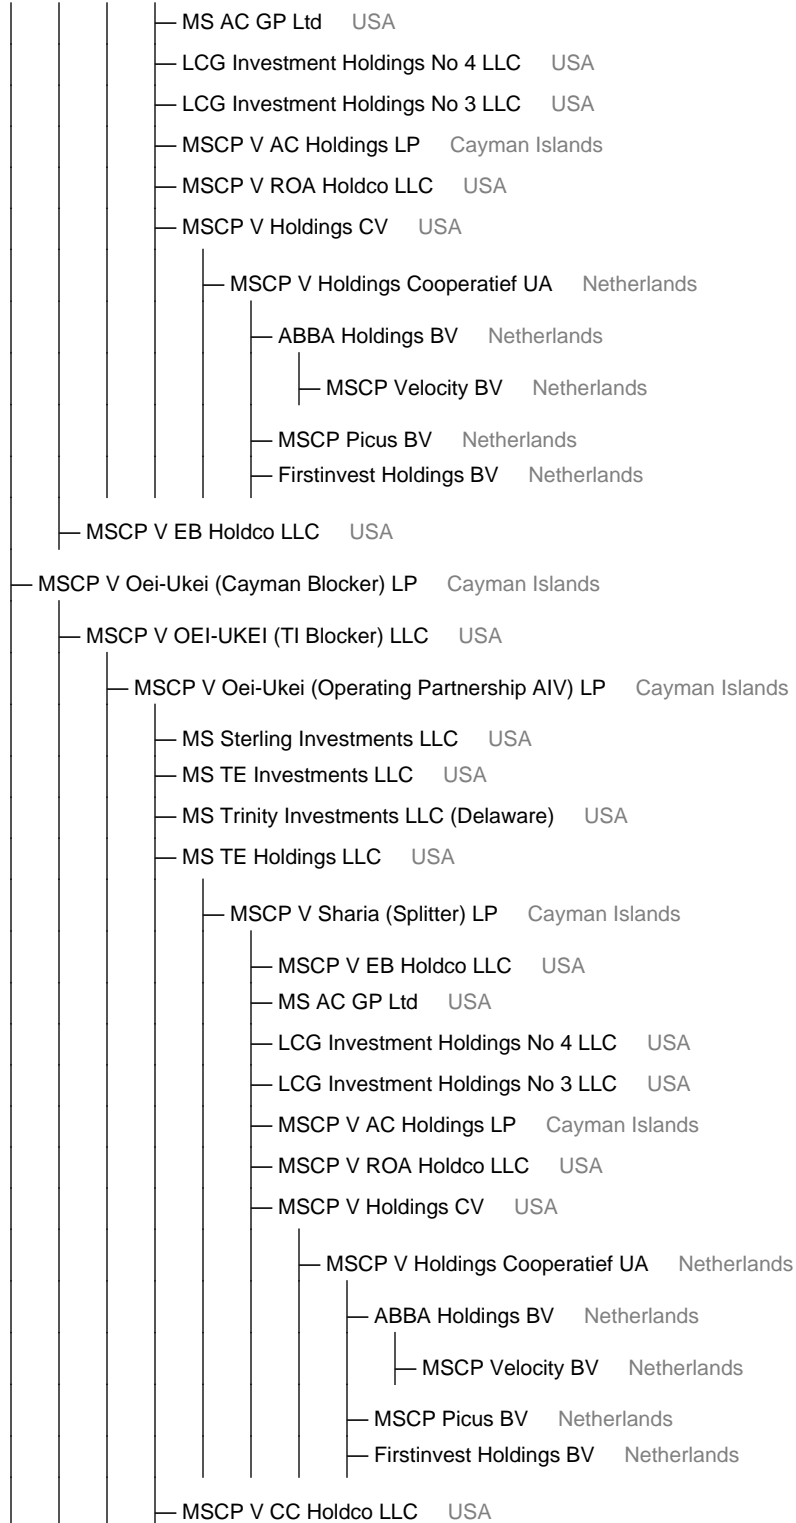 MS AC GP Ltd USA
LCG Investment Holdings No 4 LLC USA
LCG Investment Holdings No 3 LLC USA
MSCP V AC Holdings LP Cayman Islands
MSCP V ROA Holdco LLC USA
MSCP V Holdings CV USA
MSCP V Holdings Cooperatief UA Netherlands
ABBA Holdings BV Netherlands
MSCP Velocity BV Netherlands
MSCP Picus BV Netherlands
Firstinvest Holdings BV Netherlands
MSCP V EB Holdco LLC USA
MSCP V Oei-Ukei (Cayman Blocker) LP Cayman Islands
MSCP V OEI-UKEI (TI Blocker) LLC USA
MSCP V Oei-Ukei (Operating Partnership AIV) LP Cayman Islands
MS Sterling Investments LLC USA
MS TE Investments LLC USA
MS Trinity Investments LLC (Delaware) USA
MS TE Holdings LLC USA
MSCP V Sharia (Splitter) LP Cayman Islands
MSCP V EB Holdco LLC USA
MS AC GP Ltd USA
LCG Investment Holdings No 4 LLC USA
LCG Investment Holdings No 3 LLC USA
MSCP V AC Holdings LP Cayman Islands
MSCP V ROA Holdco LLC USA
MSCP V Holdings CV USA
MSCP V Holdings Cooperatief UA Netherlands
ABBA Holdings BV Netherlands
MSCP Velocity BV Netherlands
MSCP Picus BV Netherlands
Firstinvest Holdings BV Netherlands
MSCP V CC Holdco LLC USA